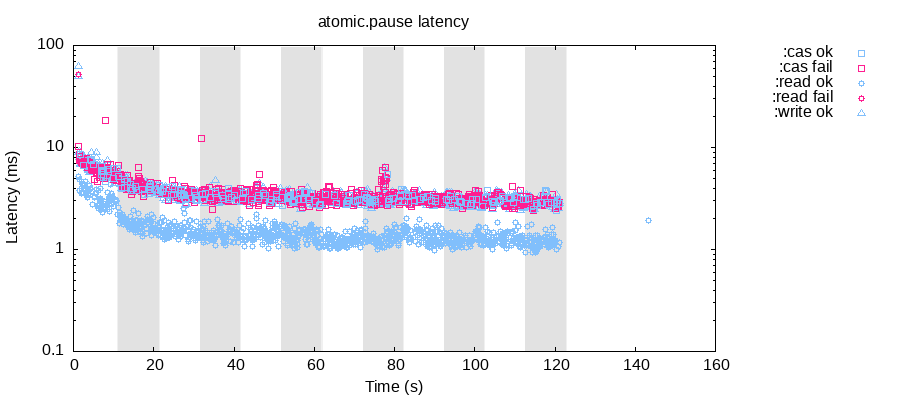 atomic.pause latency
:cas ok
:cas fail
:read ok
:read fail
:write ok
100
10
1
0.1
Latency (ms)
0 20 40 60 80 100 120 140 160
Time (s)